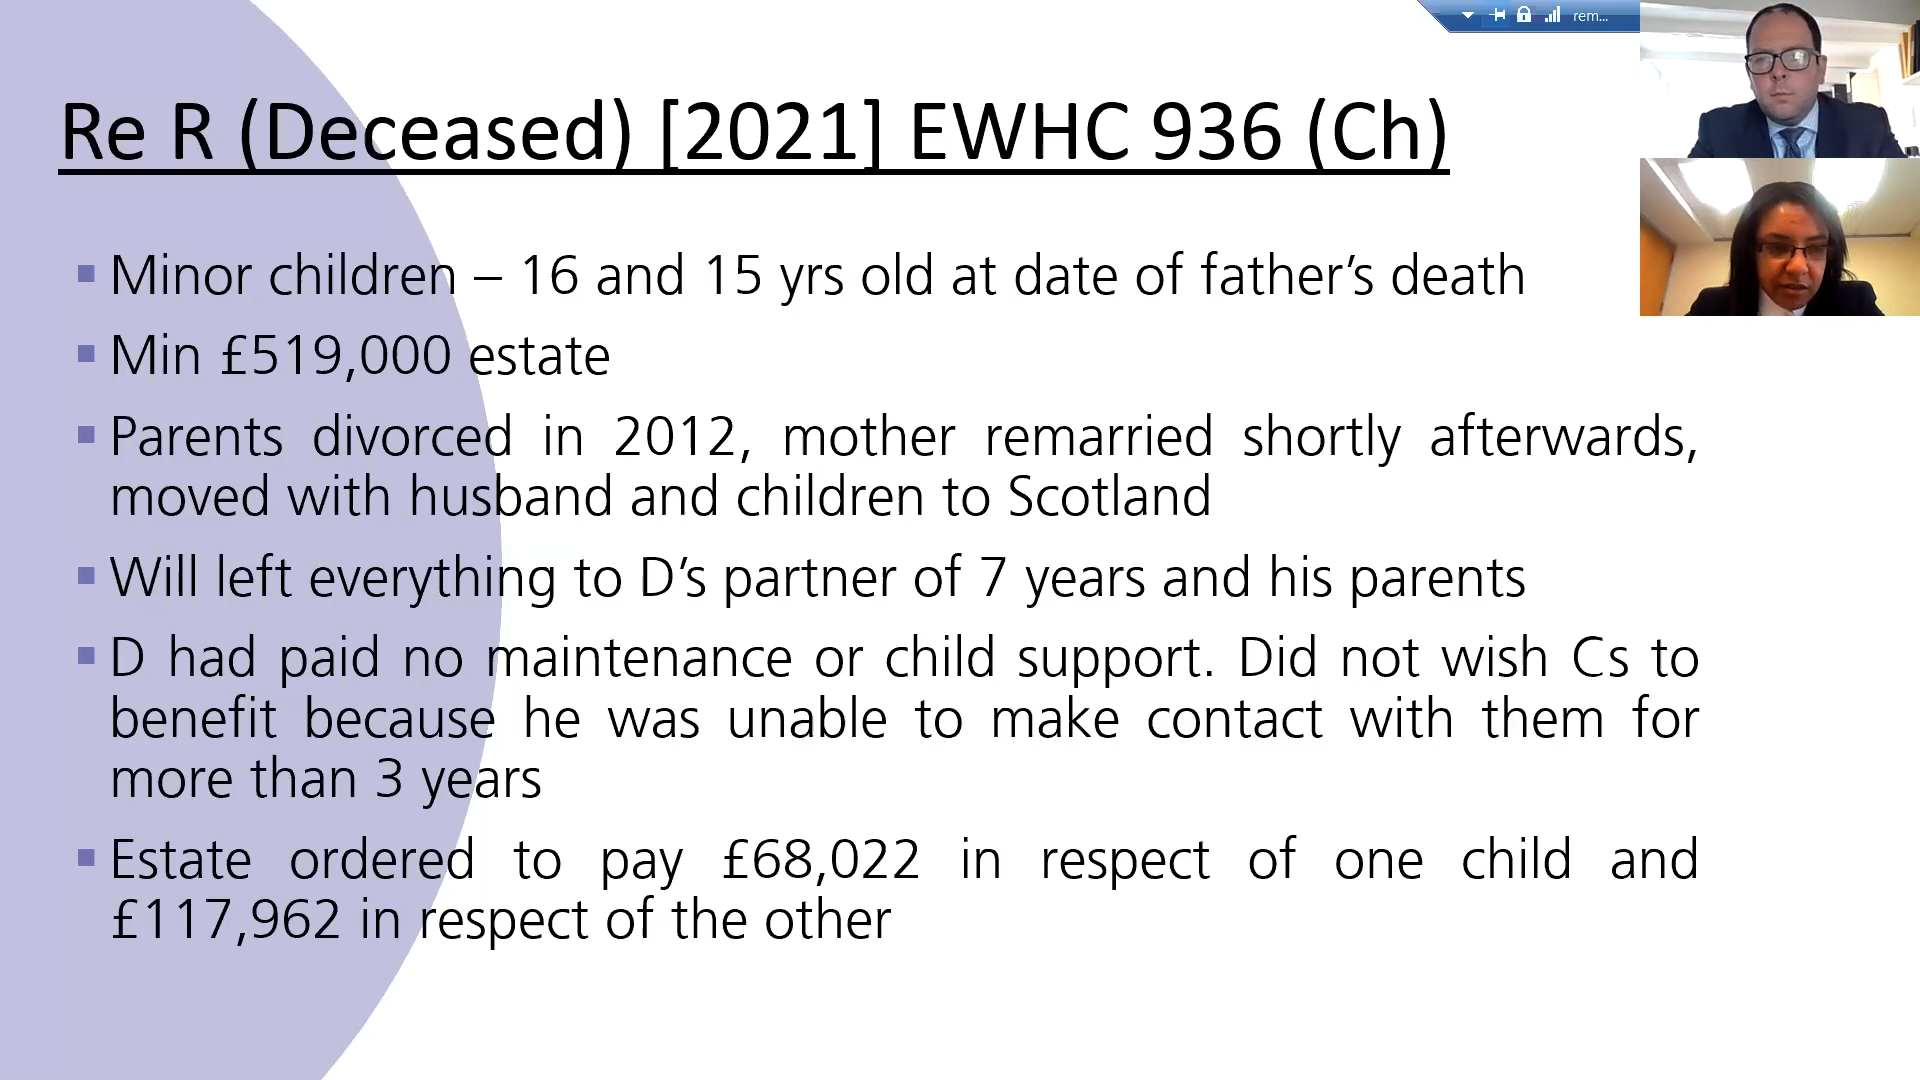 rem...
Re R (Deceased) [2021] EWHC 936 (Ch)
▪ Minor children – 16 and 15 yrs old at date of father’s death
▪ Min £519,000 estate
▪ Parents divorced in 2012, mother remarried shortly afterwards,
moved with husband and children to Scotland
▪ Will left everything to D’s partner of 7 years and his parents
▪ D had paid no maintenance or child support. Did not wish Cs to
benefit because he was unable to make contact with them for
more than 3 years
▪ Estate ordered to pay £68,022 in respect of one child and
£117,962 in respect of the other